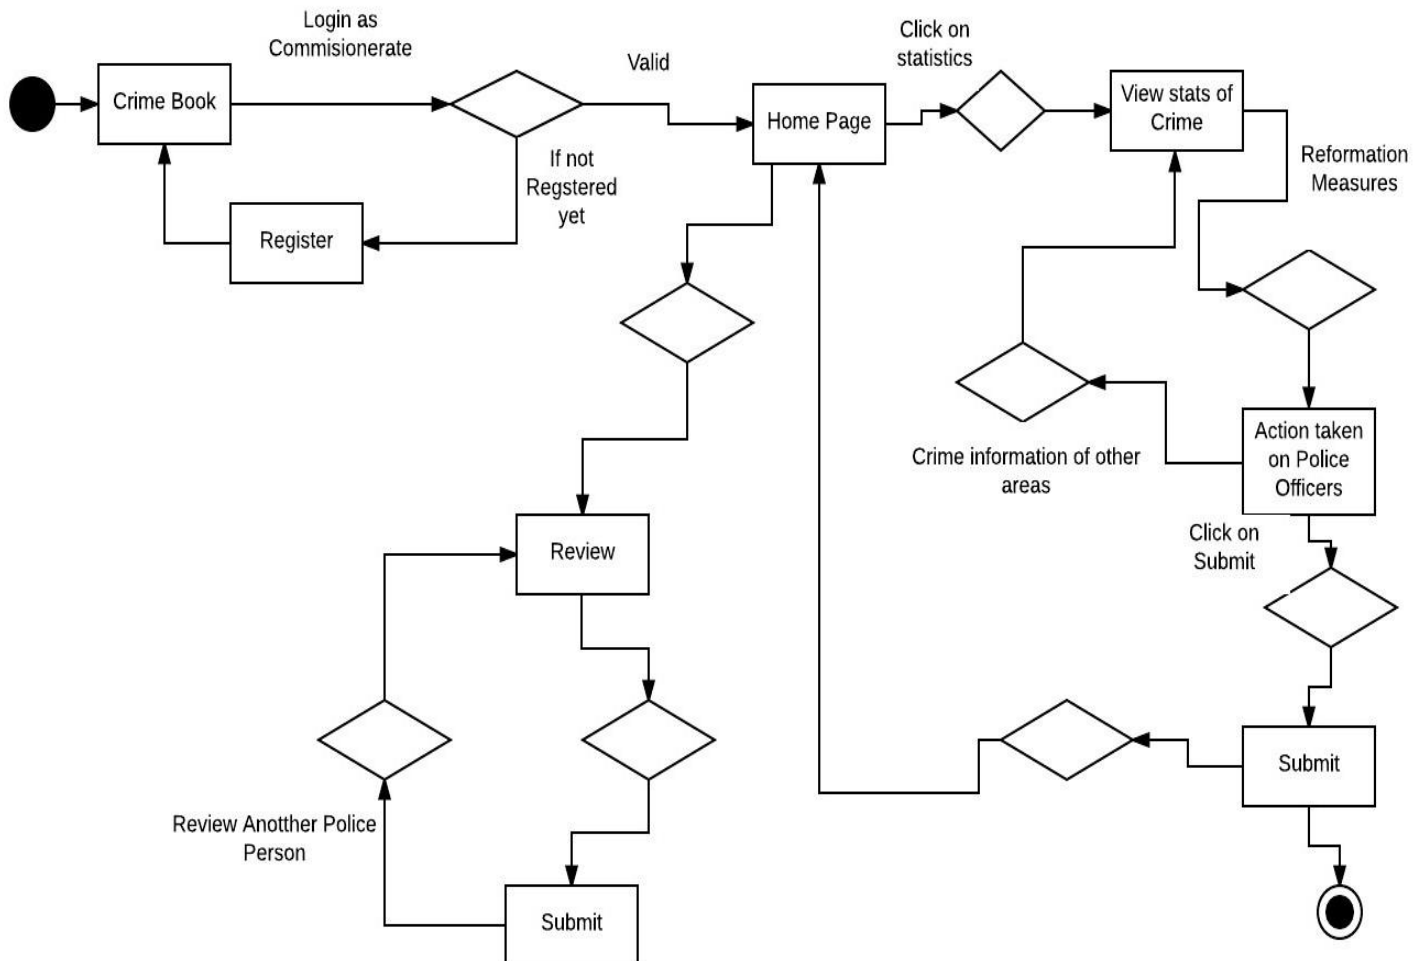 Login as
Commisionerate
Crime Book
Valid
If not
Regstered
yet
Register
Home Page
Click on
statistics
View stats of
Crime
Reformation
Measures
Crime information of other
areas
Action taken
on Police
Officers
Click on
Submit
Review
Review Anotther Police
Person
Submit
Submit